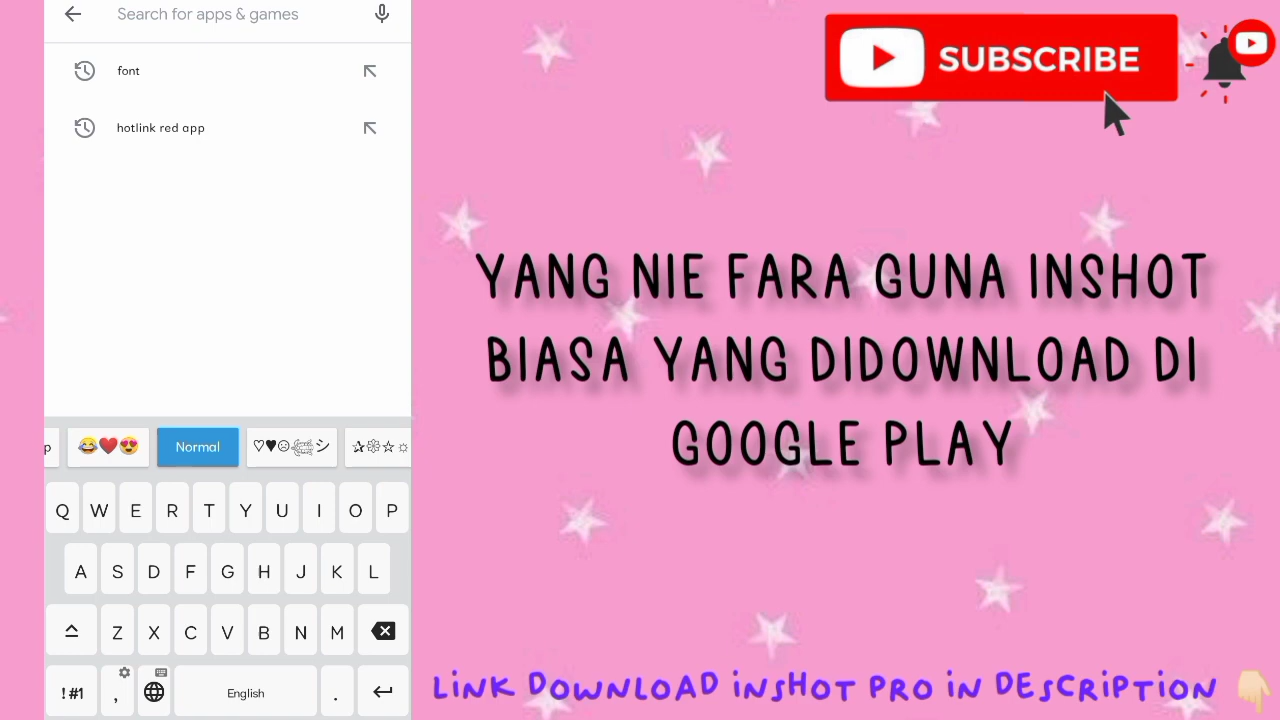 Search for apps & games
font
hotlink red app
p 😂❤️😍 Normal ♡♥☹꧁꧂シ ✰❆☆☼
Q W E R T Y U I O P
A S D F G H J K L
Z X C V B N M
!#1 , English .
SUBSCRIBE
YANG NIE FARA GUNA INSHOT
BIASA YANG DIDOWNLOAD DI
GOOGLE PLAY
LINK DOWNLOAD INSHOT PRO IN DESCRIPTION 👇🏼